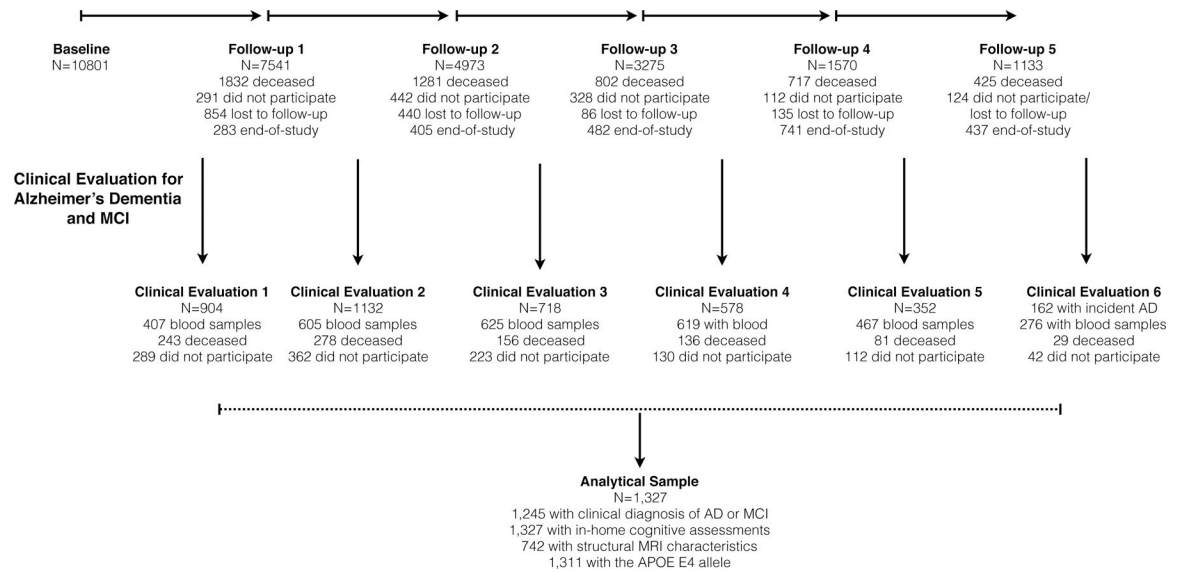 Baseline
N=10801
Follow-up 1
N=7541
1832 deceased
291 did not participate
854 lost to follow-up
283 end-of-study
Follow-up 2
N=4973
1281 deceased
442 did not participate
440 lost to follow-up
405 end-of-study
Follow-up 3
N=3275
802 deceased
328 did not participate
86 lost to follow-up
482 end-of-study
Follow-up 4
N=1570
717 deceased
112 did not participate
135 lost to follow-up
741 end-of-study
Follow-up 5
N=1133
425 deceased
124 did not participate/
lost to follow-up
437 end-of-study
Clinical Evaluation for
Alzheimer's Dementia
and MCI
Clinical Evaluation 1
N=904
407 blood samples
243 deceased
289 did not participate
Clinical Evaluation 2
N=1132
605 blood samples
278 deceased
362 did not participate
Clinical Evaluation 3
N=718
625 blood samples
156 deceased
223 did not participate
Clinical Evaluation 4
N=578
619 with blood
136 deceased
130 did not participate
Clinical Evaluation 5
N=352
467 blood samples
81 deceased
112 did not participate
Clinical Evaluation 6
162 with incident AD
276 with blood samples
29 deceased
42 did not participate
Analytical Sample
N=1,327
1,245 with clinical diagnosis of AD or MCI
1,327 with in-home cognitive assessments
742 with structural MRI characteristics
1,311 with the APOE E4 allele